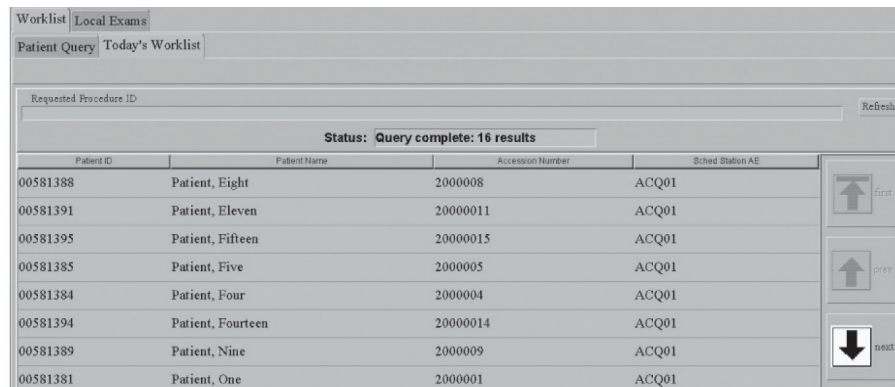 Worklist Local Exams
Patient Query Today's Worklist
Requested Procedure ID
Refresh
Status: Query complete: 16 results
Patient ID Patient Name Accession Number Sched Station AE
00581388 Patient, Eight 2000008 ACQ01
first
00581391 Patient, Eleven 20000011 ACQ01
00581395 Patient, Fifteen 20000015 ACQ01
00581385 Patient, Five 2000005 ACQ01
prev
00581384 Patient, Four 2000004 ACQ01
00581394 Patient, Fourteen 20000014 ACQ01
00581389 Patient, Nine 2000009 ACQ01
next
00581381 Patient, One 2000001 ACQ01